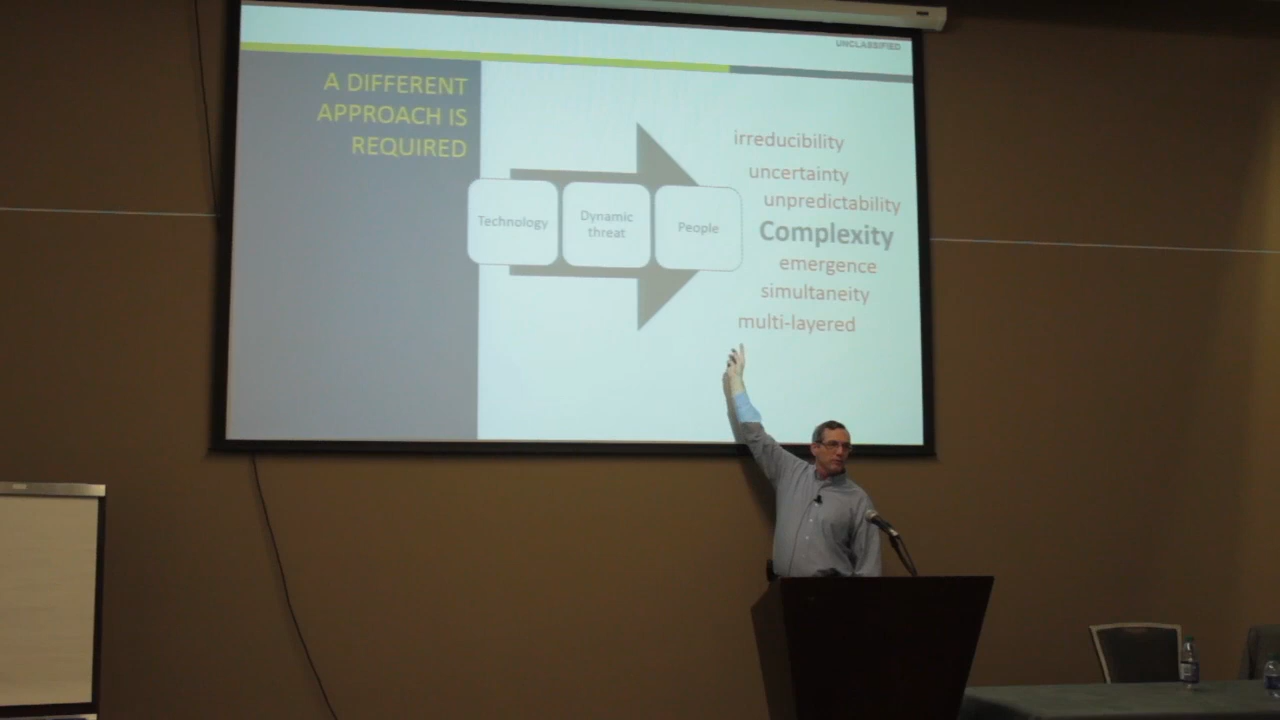 UNCLASSIFIED
A DIFFERENT
APPROACH IS
REQUIRED
Technology
Dynamic
threat
People
irreducibility
uncertainty
unpredictability
Complexity
emergence
simultaneity
multi-layered